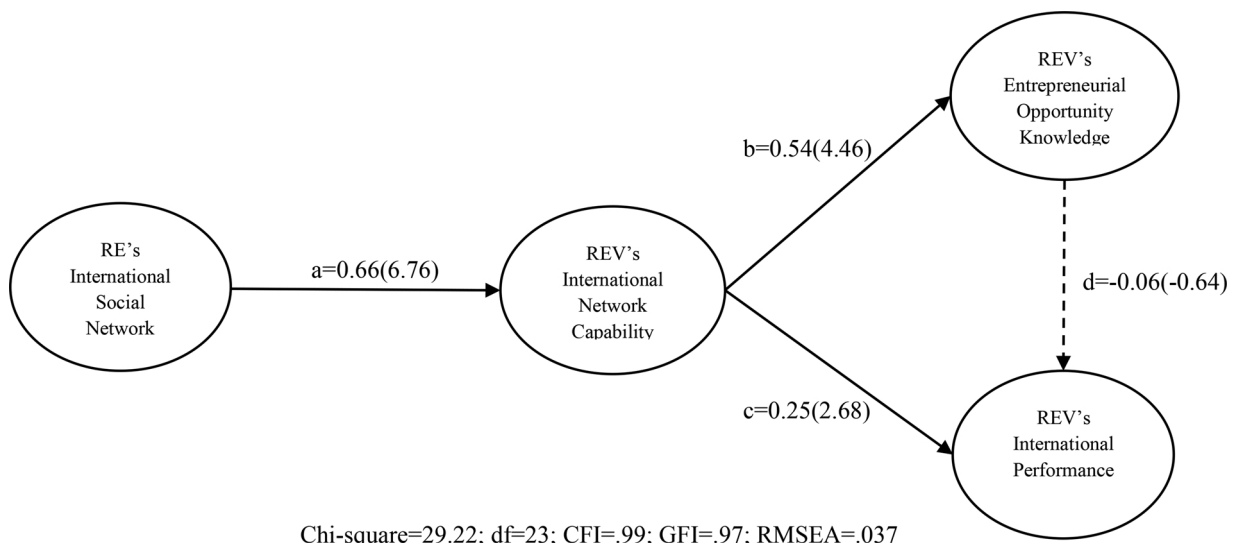 REV’s
Entrepreneurial
Opportunity
Knowledge
b=0.54(4.46)
RE’s
International
Social
Network
a=0.66(6.76)
REV’s
International
Network
Capability
d=-0.06(-0.64)
c=0.25(2.68)
REV’s
International
Performance
Chi-square=29.22; df=23; CFI=.99; GFI=.97; RMSEA=.037